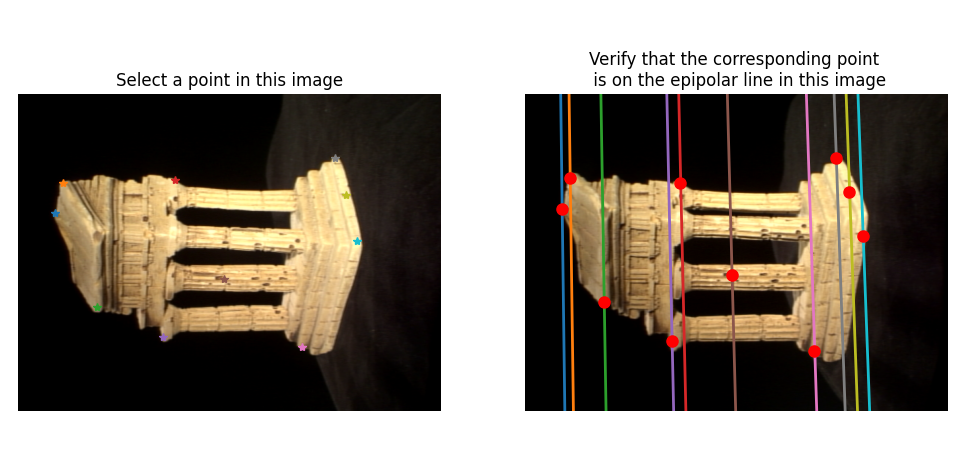 Select a point in this image
Verify that the corresponding point
is on the epipolar line in this image